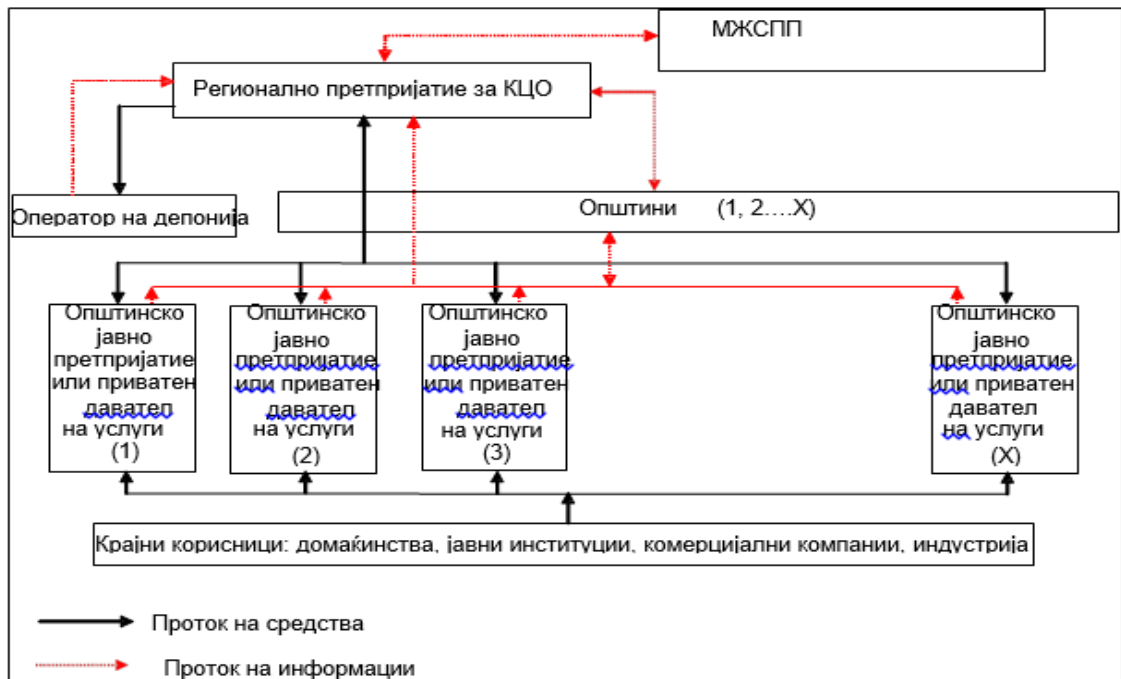 МЖСПП
Регионално претпријатие за КЦО
Оператор на депонија
Општини (1, 2....X)
Општинско
јавно
претпријатие
или приватен
давател
на услуги
(1)
Општинско
јавно
претпријатие
или приватен
давател
на услуги
(2)
Општинско
јавно
претпријатие
или приватен
давател
на услуги
(3)
Општинско
јавно
претпријатие
или приватен
давател
на услуги
(X)
Крајни корисници: домаќинства, јавни институции, комерцијални компании, индустрија
Проток на средства
Проток на информации